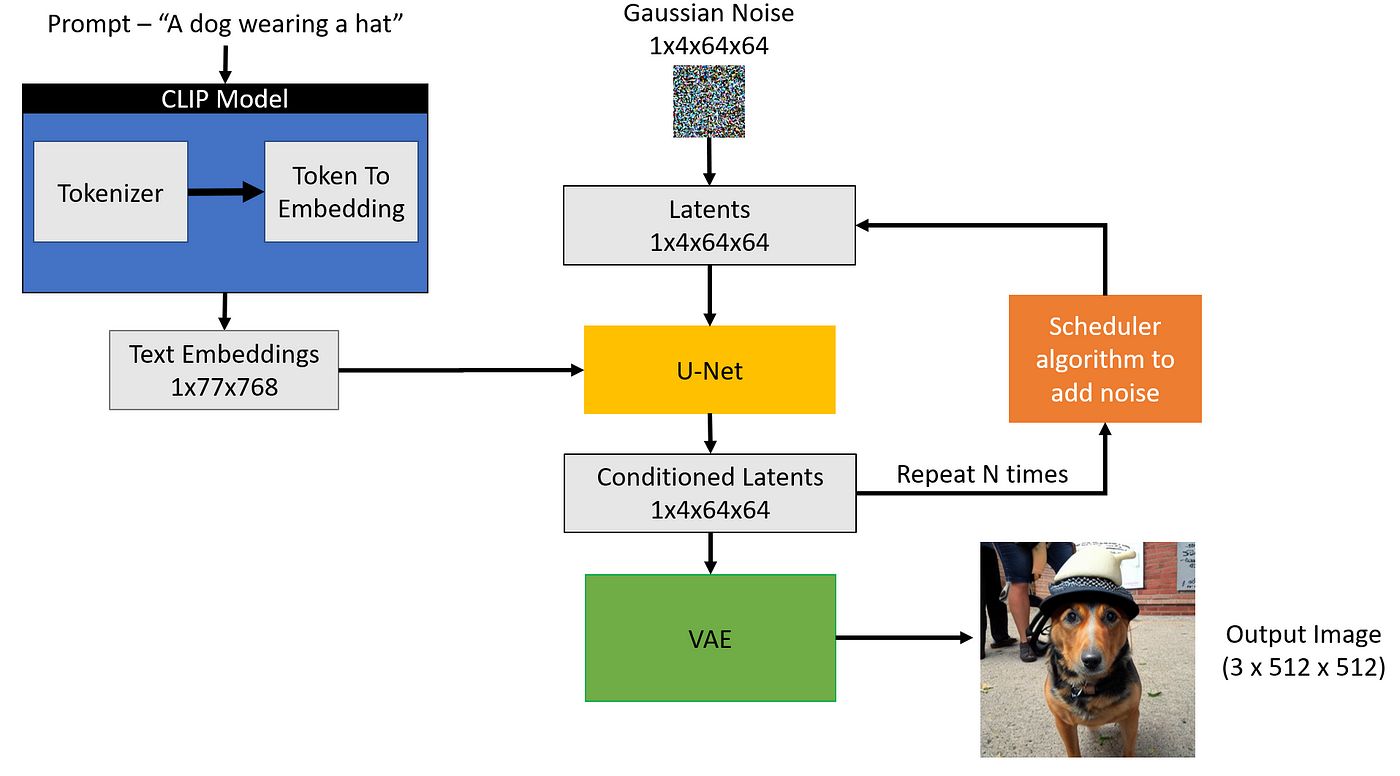 Prompt – “A dog wearing a hat”
CLIP Model
Tokenizer
Token To
Embedding
Text Embeddings
1x77x768
Gaussian Noise
1x4x64x64
Latents
1x4x64x64
U-Net
Conditioned Latents
1x4x64x64
Repeat N times
Scheduler
algorithm to
add noise
VAE
Output Image
(3 x 512 x 512)